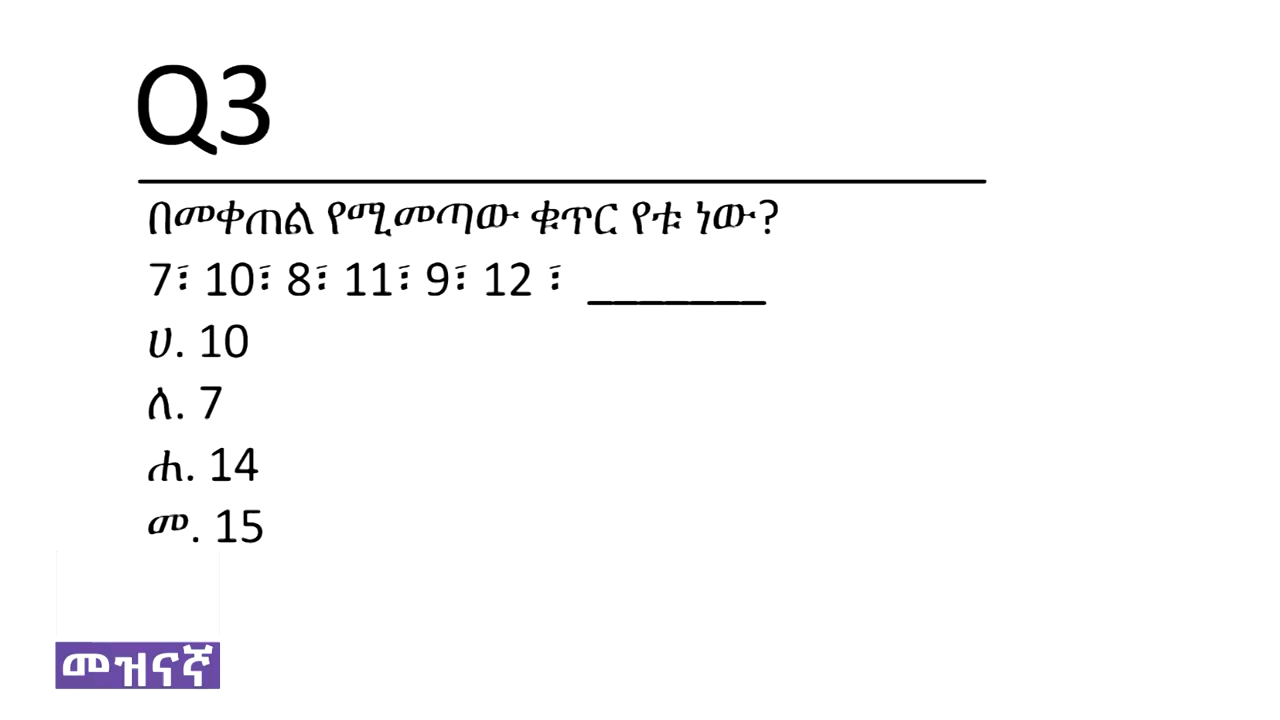 Q3
በመቀጠል የሚመጣው ቁጥር የቱ ነው?
7፣ 10፣ 8፣ 11፣ 9፣ 12 ፣ _______
ሀ. 10
ለ. 7
ሐ. 14
መ. 15
መዝናኛ